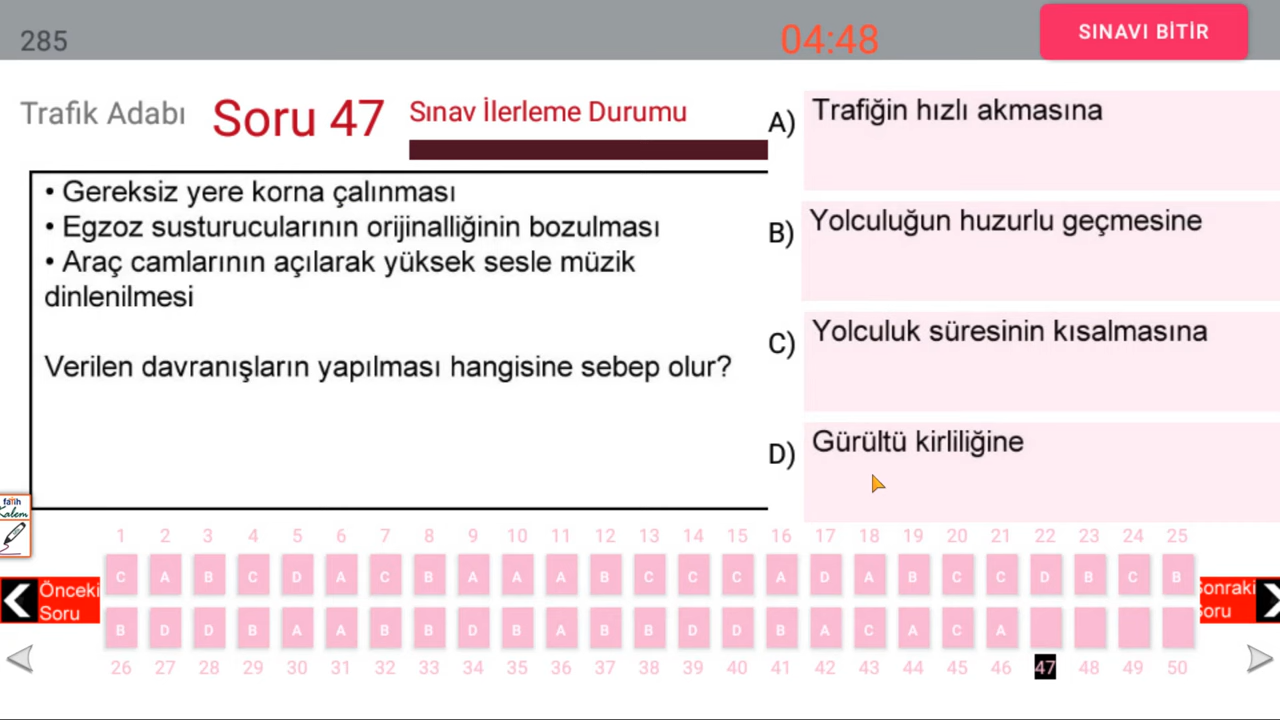 285
04:48
SINAVI BİTİR
Trafik Adabı
Soru 47
Sınav İlerleme Durumu
• Gereksiz yere korna çalınması
• Egzoz susturucularının orijinalliğinin bozulması
• Araç camlarının açılarak yüksek sesle müzik
dinlenilmesi
Verilen davranışların yapılması hangisine sebep olur?
A) Trafiğin hızlı akmasına
B) Yolculuğun huzurlu geçmesine
C) Yolculuk süresinin kısalmasına
D) Gürültü kirliliğine
fatih
Kalem
Önceki
Soru
1 2 3 4 5 6 7 8 9 10 11 12 13 14 15 16 17 18 19 20 21 22 23 24 25
C A B C D A C B A A A B C C C A D A B C C D B C B
B D D B A A B B D B A B B D D B A C A C A
26 27 28 29 30 31 32 33 34 35 36 37 38 39 40 41 42 43 44 45 46 47 48 49 50
Sonraki
Soru